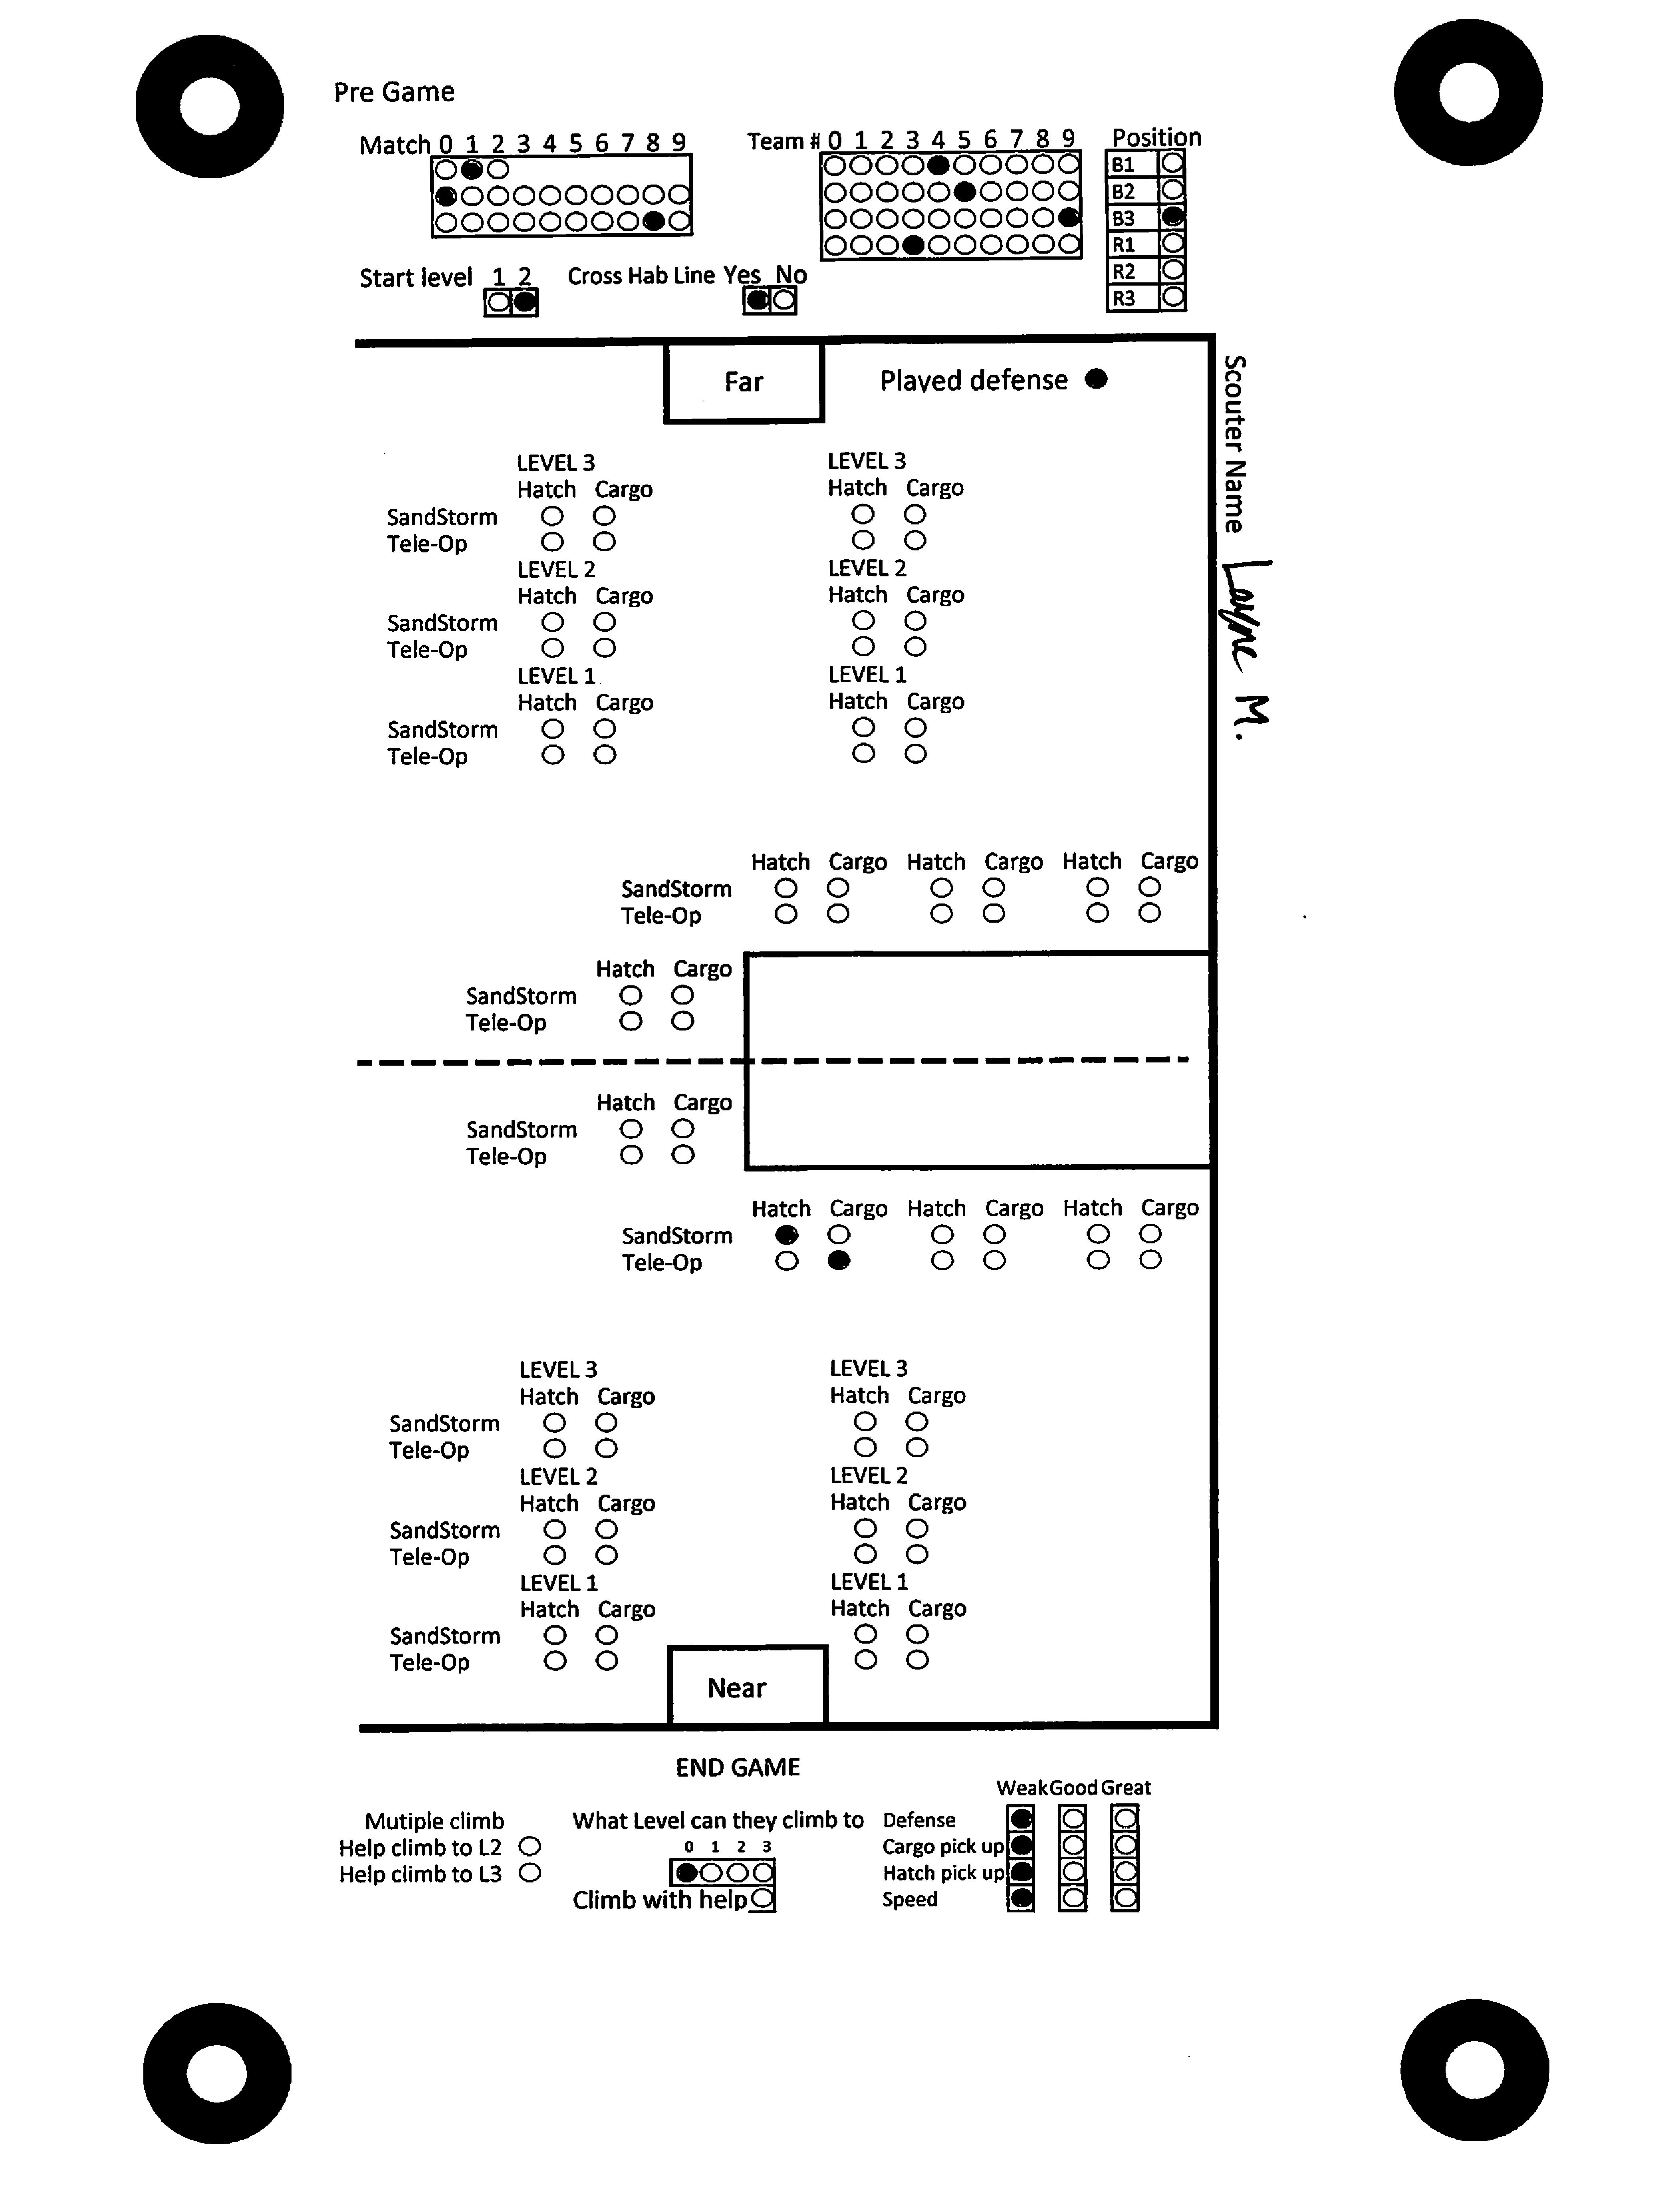 Pre Game
Match 0 1 2 3 4 5 6 7 8 9
Team # 0 1 2 3 4 5 6 7 8 9
Position
B1
B2
B3
R1
R2
R3
Start level 1 2
Cross Hab Line Yes No
Far
Played defense
Scouter Name Layne M.
LEVEL 3 LEVEL 3
Hatch Cargo Hatch Cargo
SandStorm
Tele-Op
LEVEL 2 LEVEL 2
Hatch Cargo Hatch Cargo
SandStorm
Tele-Op
LEVEL 1 LEVEL 1
Hatch Cargo Hatch Cargo
SandStorm
Tele-Op
Hatch Cargo Hatch Cargo Hatch Cargo
SandStorm
Tele-Op
Hatch Cargo
SandStorm
Tele-Op
Hatch Cargo
SandStorm
Tele-Op
Hatch Cargo Hatch Cargo Hatch Cargo
SandStorm
Tele-Op
LEVEL 3 LEVEL 3
Hatch Cargo Hatch Cargo
SandStorm
Tele-Op
LEVEL 2 LEVEL 2
Hatch Cargo Hatch Cargo
SandStorm
Tele-Op
LEVEL 1 LEVEL 1
Hatch Cargo Hatch Cargo
SandStorm
Tele-Op
Near
END GAME
Mutiple climb
Help climb to L2
Help climb to L3
What Level can they climb to
0 1 2 3
Climb with help
Weak Good Great
Defense
Cargo pick up
Hatch pick up
Speed